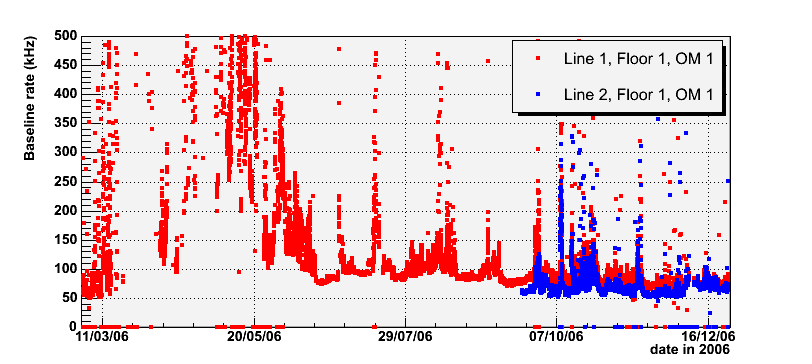 Baseline rate (kHz)
500
450
400
350
300
250
200
150
100
50
0
Line 1, Floor 1, OM 1
Line 2, Floor 1, OM 1
11/03/06 20/05/06 29/07/06 07/10/06 16/12/06
date in 2006